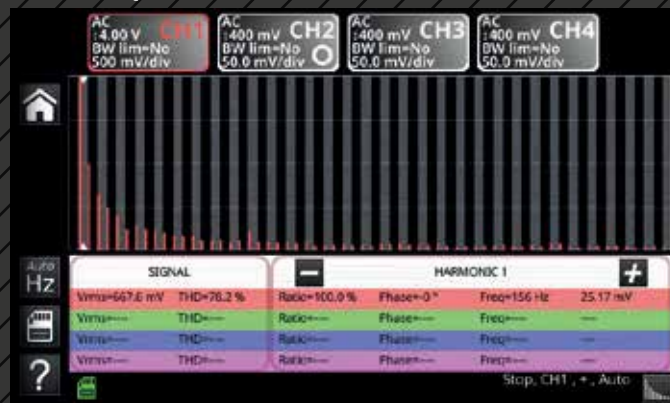 AC
:4.00 V CH1
BW lim=No
500 mV/div
AC
:400 mV CH2
BW lim=No
50.0 mV/div
AC
:400 mV CH3
BW lim=No
50.0 mV/div
AC
:400 mV CH4
BW lim=No
50.0 mV/div
Auto
Hz
SIGNAL
HARMONIC 1
Vrms=667.6 mV THD=76.2 % Ratio=100.0 % Phase=-0 ° Freq=156 Hz 25.17 mV
Vrms=--- THD=--- Ratio=--- Phase=--- Freq=--- ---
Vrms=--- THD=--- Ratio=--- Phase=--- Freq=--- ---
Vrms=--- THD=--- Ratio=--- Phase=--- Freq=--- ---
?
Stop, CH1 , + , Auto